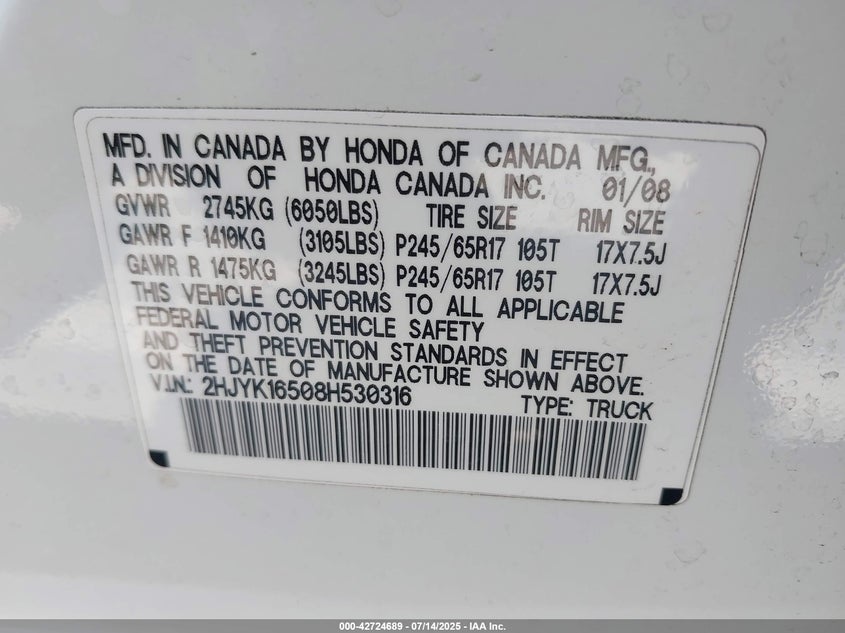 MFD. IN CANADA BY HONDA OF CANADA MFG.,
A DIVISION OF HONDA CANADA INC. 01/08
GVWR 2745KG (6050LBS) TIRE SIZE RIM SIZE
GAWR F 1410KG (3105LBS) P245/65R17 105T 17X7.5J
GAWR R 1475KG (3245LBS) P245/65R17 105T 17X7.5J
THIS VEHICLE CONFORMS TO ALL APPLICABLE
FEDERAL MOTOR VEHICLE SAFETY
AND THEFT PREVENTION STANDARDS IN EFFECT
ON THE DATE OF MANUFACTURE SHOWN ABOVE.
V.I.N.: 2HJYK16508H530316 TYPE: TRUCK
000-42724689 - 07/14/2025 - IAA Inc.